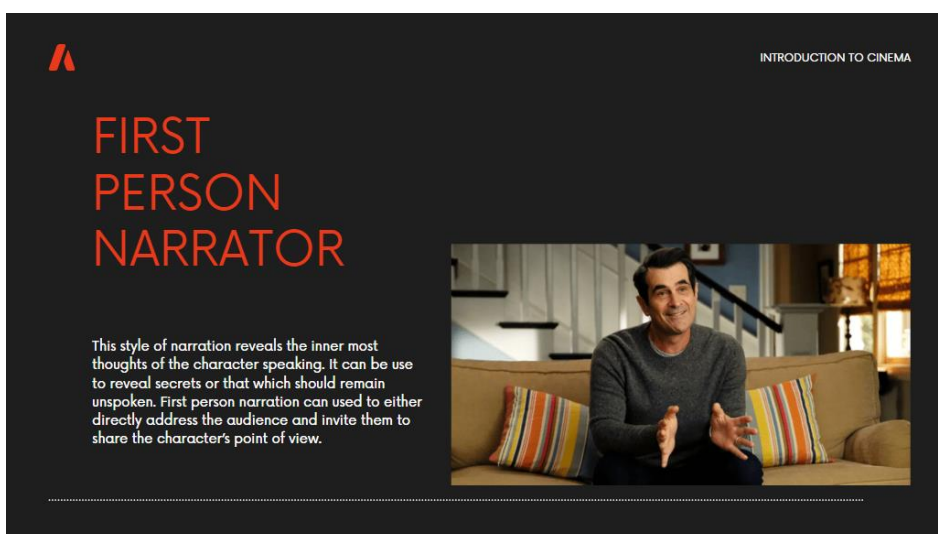 INTRODUCTION TO CINEMA
FIRST
PERSON
NARRATOR
This style of narration reveals the inner most
thoughts of the character speaking. It can be use
to reveal secrets or that which should remain
unspoken. First person narration can used to either
directly address the audience and invite them to
share the character's point of view.